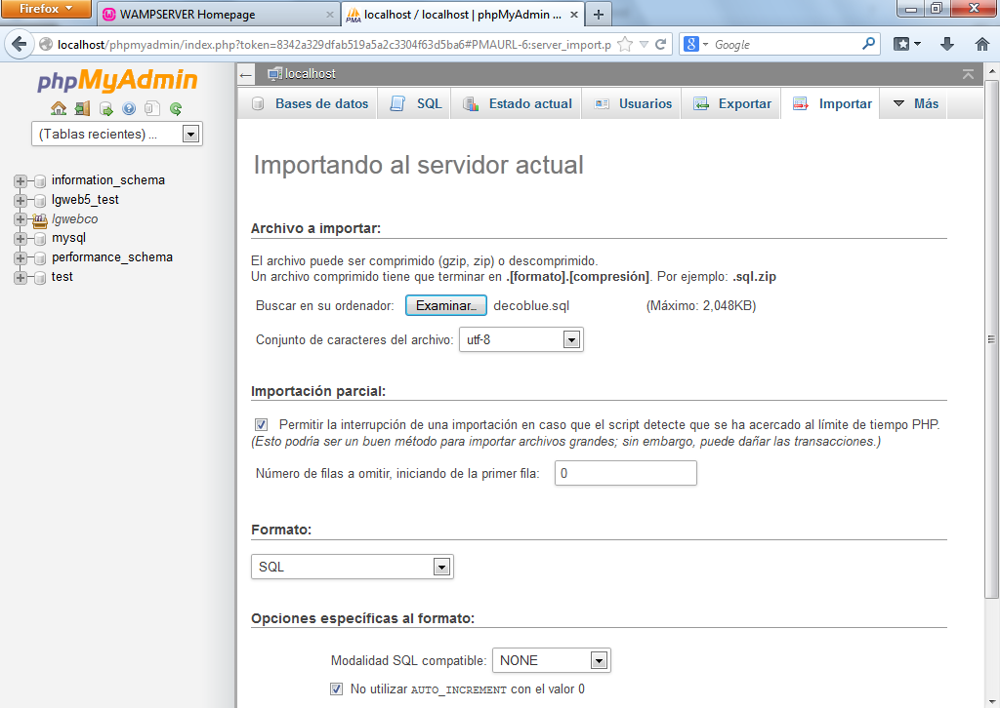 Firefox
WAMPSERVER Homepage
localhost / localhost | phpMyAdmin ...
localhost/phpmyadmin/index.php?token=8342a329dfab519a5a2c3304f63d5ba6#PMAURL-6:server_import.p
Google
phpMyAdmin
(Tablas recientes) ...
information_schema
lgweb5_test
lgwebco
mysql
performance_schema
test
localhost
Bases de datos
SQL
Estado actual
Usuarios
Exportar
Importar
Más
Importando al servidor actual
Archivo a importar:
El archivo puede ser comprimido (gzip, zip) o descomprimido.
Un archivo comprimido tiene que terminar en .[formato].[compresión]. Por ejemplo: .sql.zip
Buscar en su ordenador: Examinar... decoblue.sql (Máximo: 2,048KB)
Conjunto de caracteres del archivo: utf-8
Importación parcial:
Permitir la interrupción de una importación en caso que el script detecte que se ha acercado al límite de tiempo PHP.
(Esto podría ser un buen método para importar archivos grandes; sin embargo, puede dañar las transacciones.)
Número de filas a omitir, iniciando de la primer fila: 0
Formato:
SQL
Opciones específicas al formato:
Modalidad SQL compatible: NONE
No utilizar AUTO_INCREMENT con el valor 0